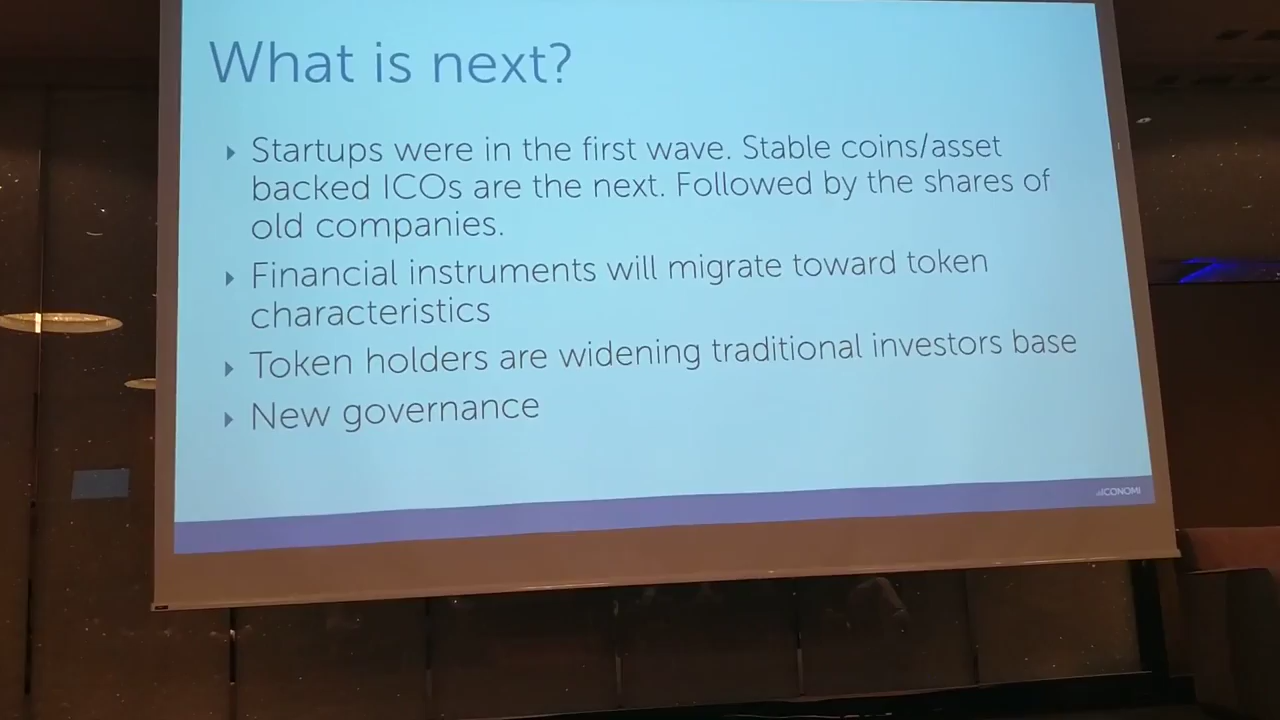 What is next?
Startups were in the first wave. Stable coins/asset
backed ICOs are the next. Followed by the shares of
old companies.
Financial instruments will migrate toward token
characteristics
Token holders are widening traditional investors base
New governance
ICONOMI